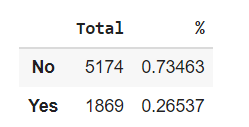 Total %
No 5174 0.73463
Yes 1869 0.26537